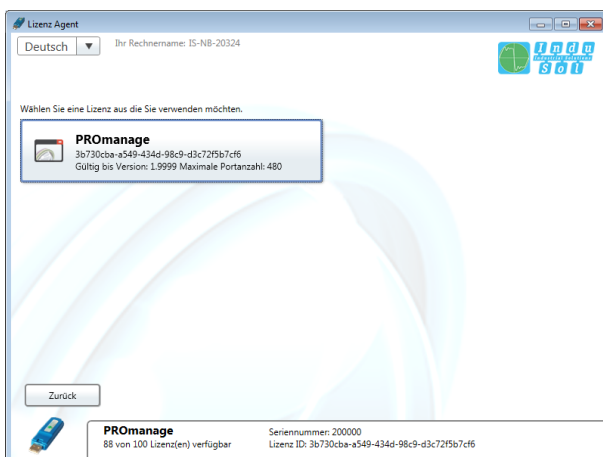 Lizenz Agent
Deutsch
Ihr Rechnername: IS-NB-20324
Indu
Industrial Solutions
Sol
Wählen Sie eine Lizenz aus die Sie verwenden möchten.
PROmanage
3b730cba-a549-434d-98c9-d3c72f5b7cf6
Gültig bis Version: 1.9999 Maximale Portanzahl: 480
Zurück
PROmanage
88 von 100 Lizenz(en) verfügbar
Seriennummer: 200000
Lizenz ID: 3b730cba-a549-434d-98c9-d3c72f5b7cf6